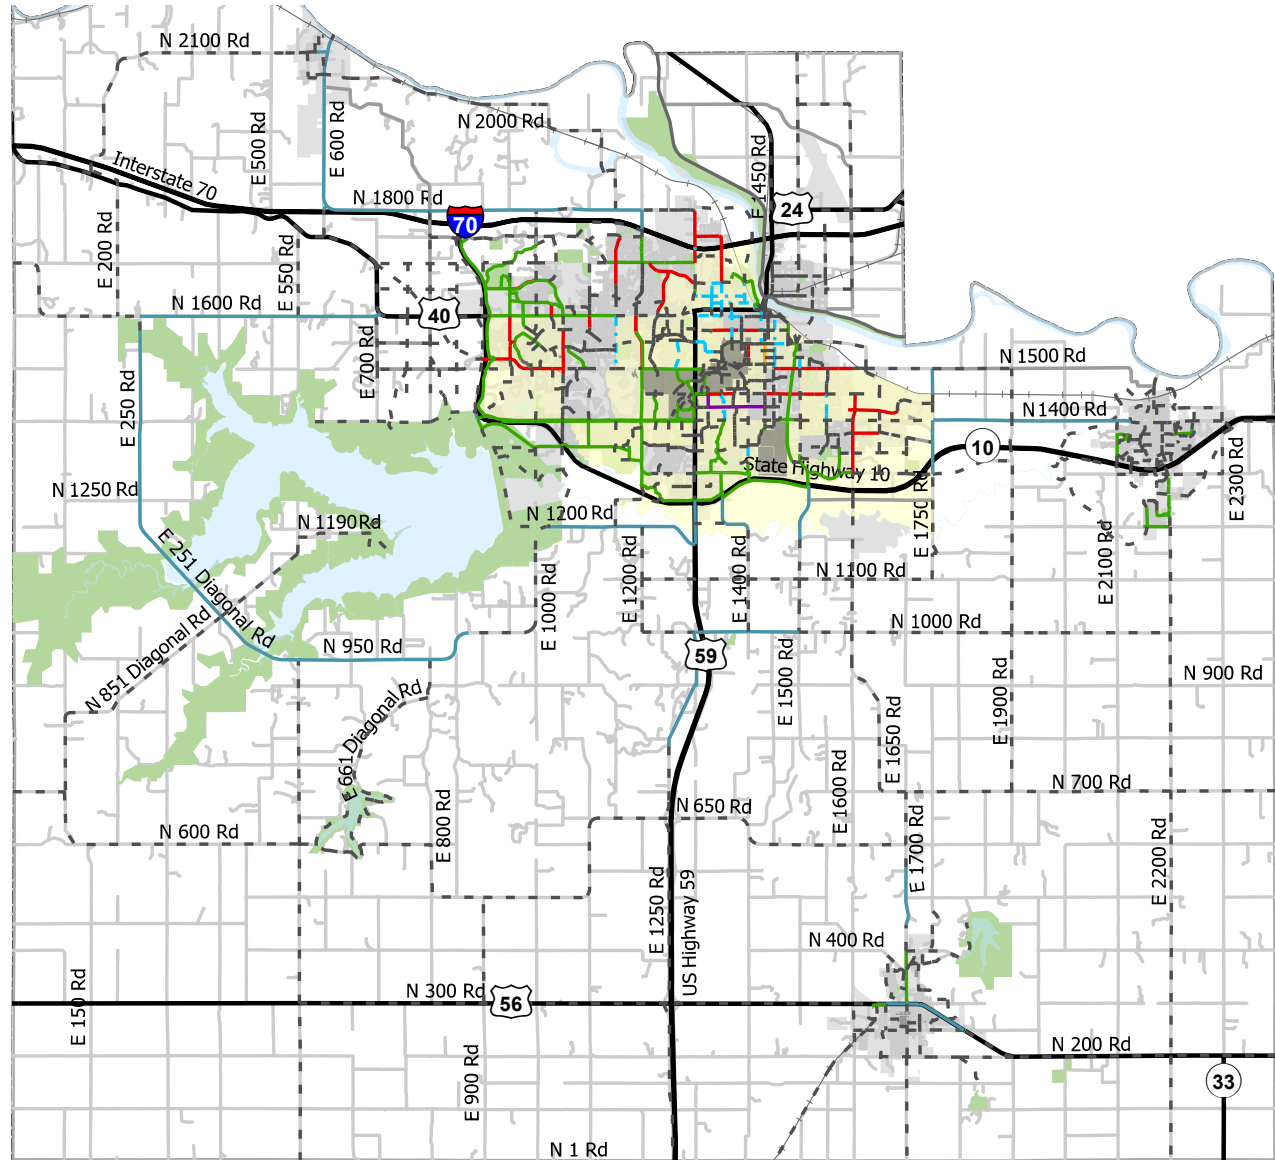 N 2100 Rd
E 500 Rd
E 600 Rd
N 2000 Rd
E 1450 Rd
Interstate 70
N 1800 Rd
70
24
E 200 Rd
E 550 Rd
N 1600 Rd
40
E 700 Rd
N 1500 Rd
E 250 Rd
N 1400 Rd
10
State Highway 10
N 1250 Rd
E 2300 Rd
N 1190 Rd
N 1200 Rd
E 1750 Rd
E 251 Diagonal Rd
E 1000 Rd
E 1200 Rd
E 1400 Rd
N 1100 Rd
E 2100 Rd
N 851 Diagonal Rd
N 950 Rd
N 1000 Rd
59
E 1500 Rd
E 1900 Rd
N 900 Rd
E 661 Diagonal Rd
E 1650 Rd
N 700 Rd
N 650 Rd
E 1600 Rd
N 600 Rd
E 800 Rd
E 1700 Rd
E 2200 Rd
E 1250 Rd
US Highway 59
N 400 Rd
E 150 Rd
N 300 Rd
56
N 200 Rd
33
E 900 Rd
N 1 Rd